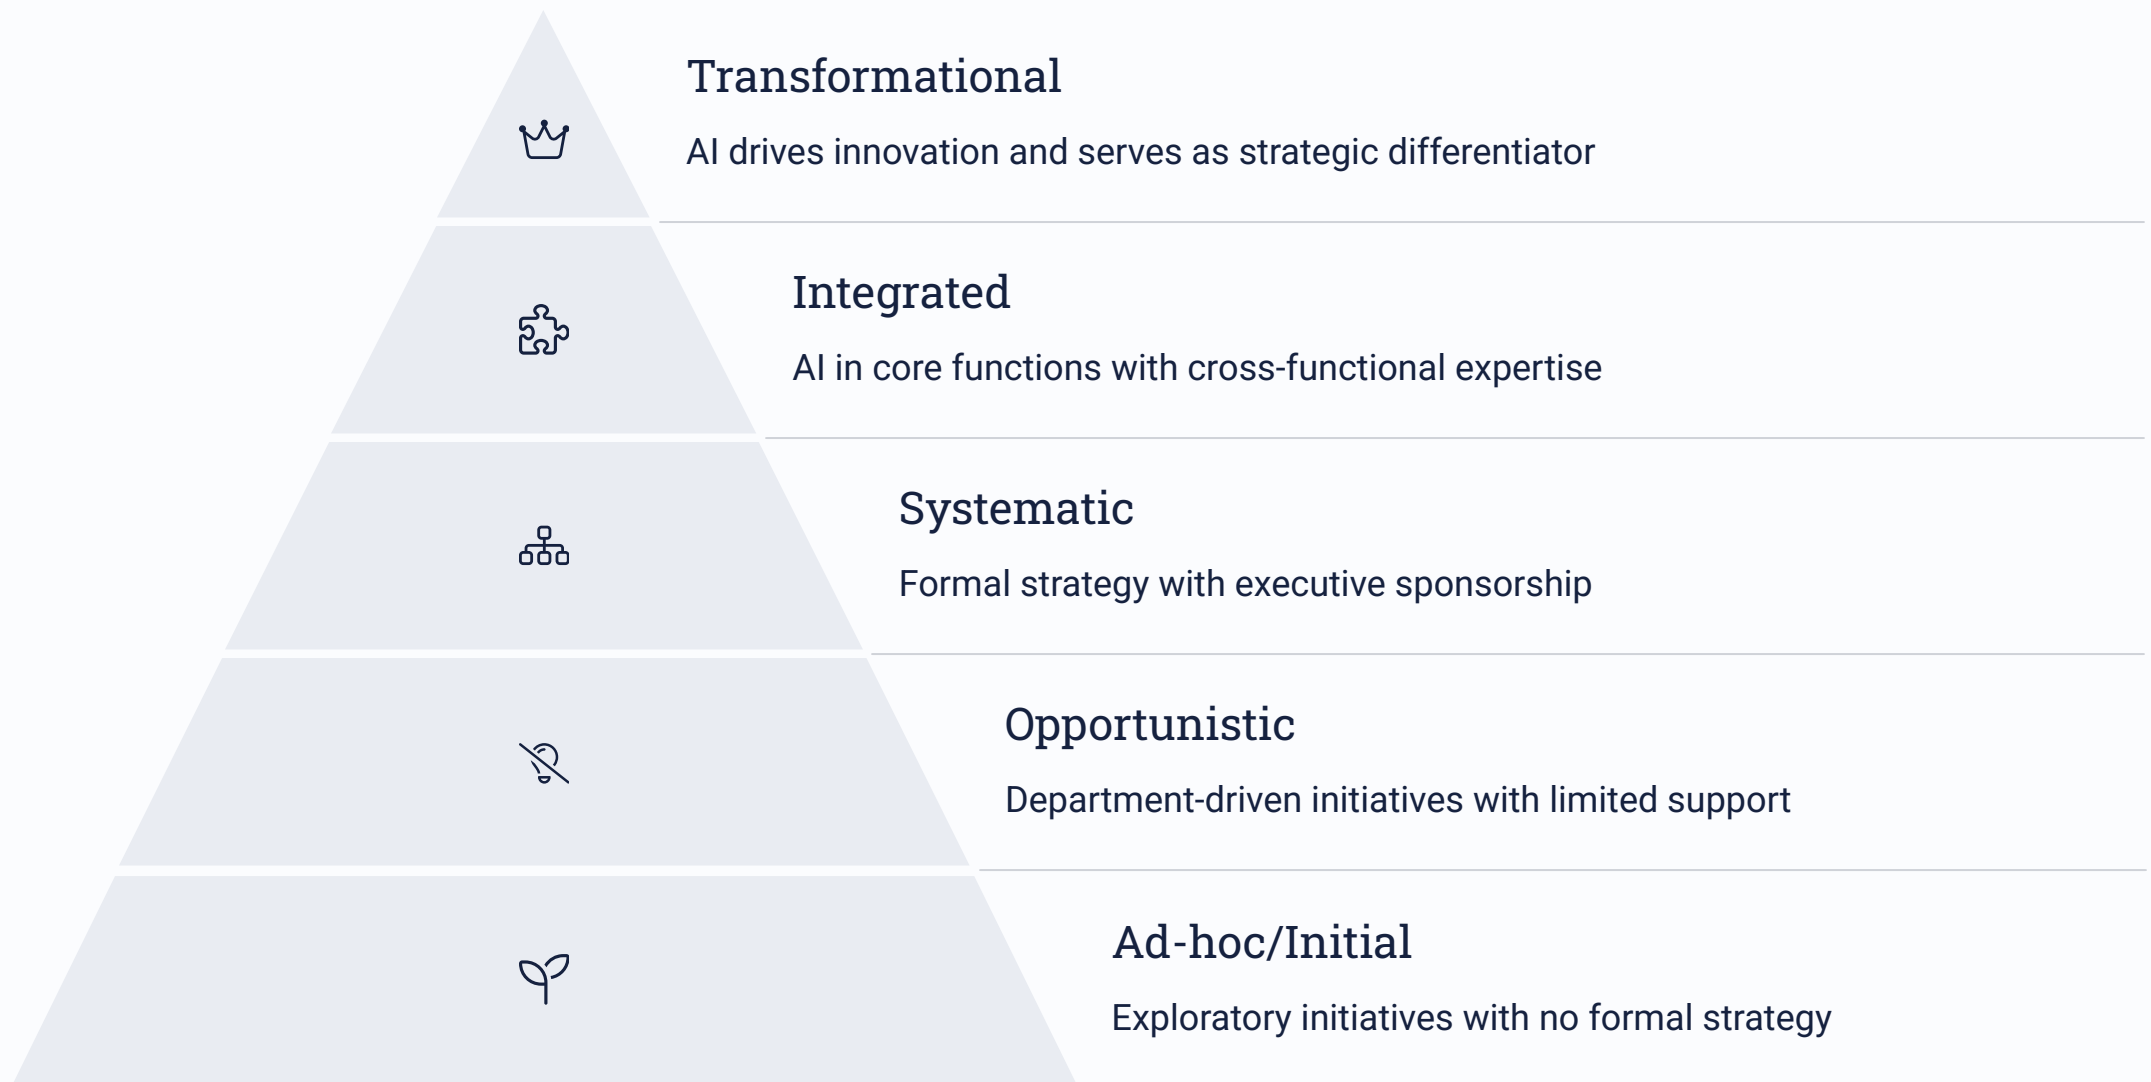 Transformational
AI drives innovation and serves as strategic differentiator
Integrated
AI in core functions with cross-functional expertise
Systematic
Formal strategy with executive sponsorship
Opportunistic
Department-driven initiatives with limited support
Ad-hoc/Initial
Exploratory initiatives with no formal strategy